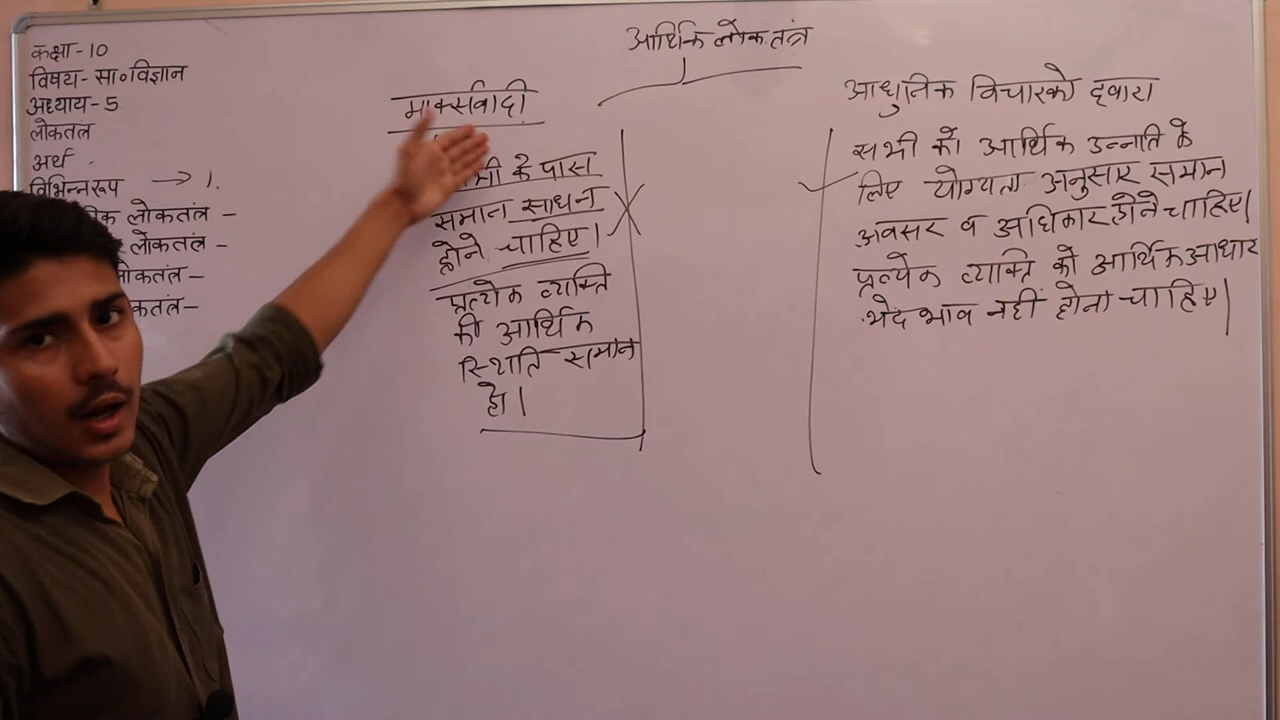 कक्षा-10
विषय- सा०विज्ञान
अध्याय-5
लोकतंत्र
अर्थ
विभिन्नरूप → 1.
लोकतंत्र -
लोकतंत्र -
लोकतंत्र -
आर्थिक लोकतंत्र
मार्क्सवादी
के पास
समान साधन
होने चाहिए।
प्रत्येक व्यक्ति
की आर्थिक
स्थिति समान
हो।
आधुनिक विचारको द्वारा
सभी को आर्थिक उन्नति के
लिए योग्यता अनुसार समान
अवसर व अधिकार होने चाहिए।
प्रत्येक व्यक्ति को आर्थिक आधार
भेद भाव नहीं होना चाहिए।